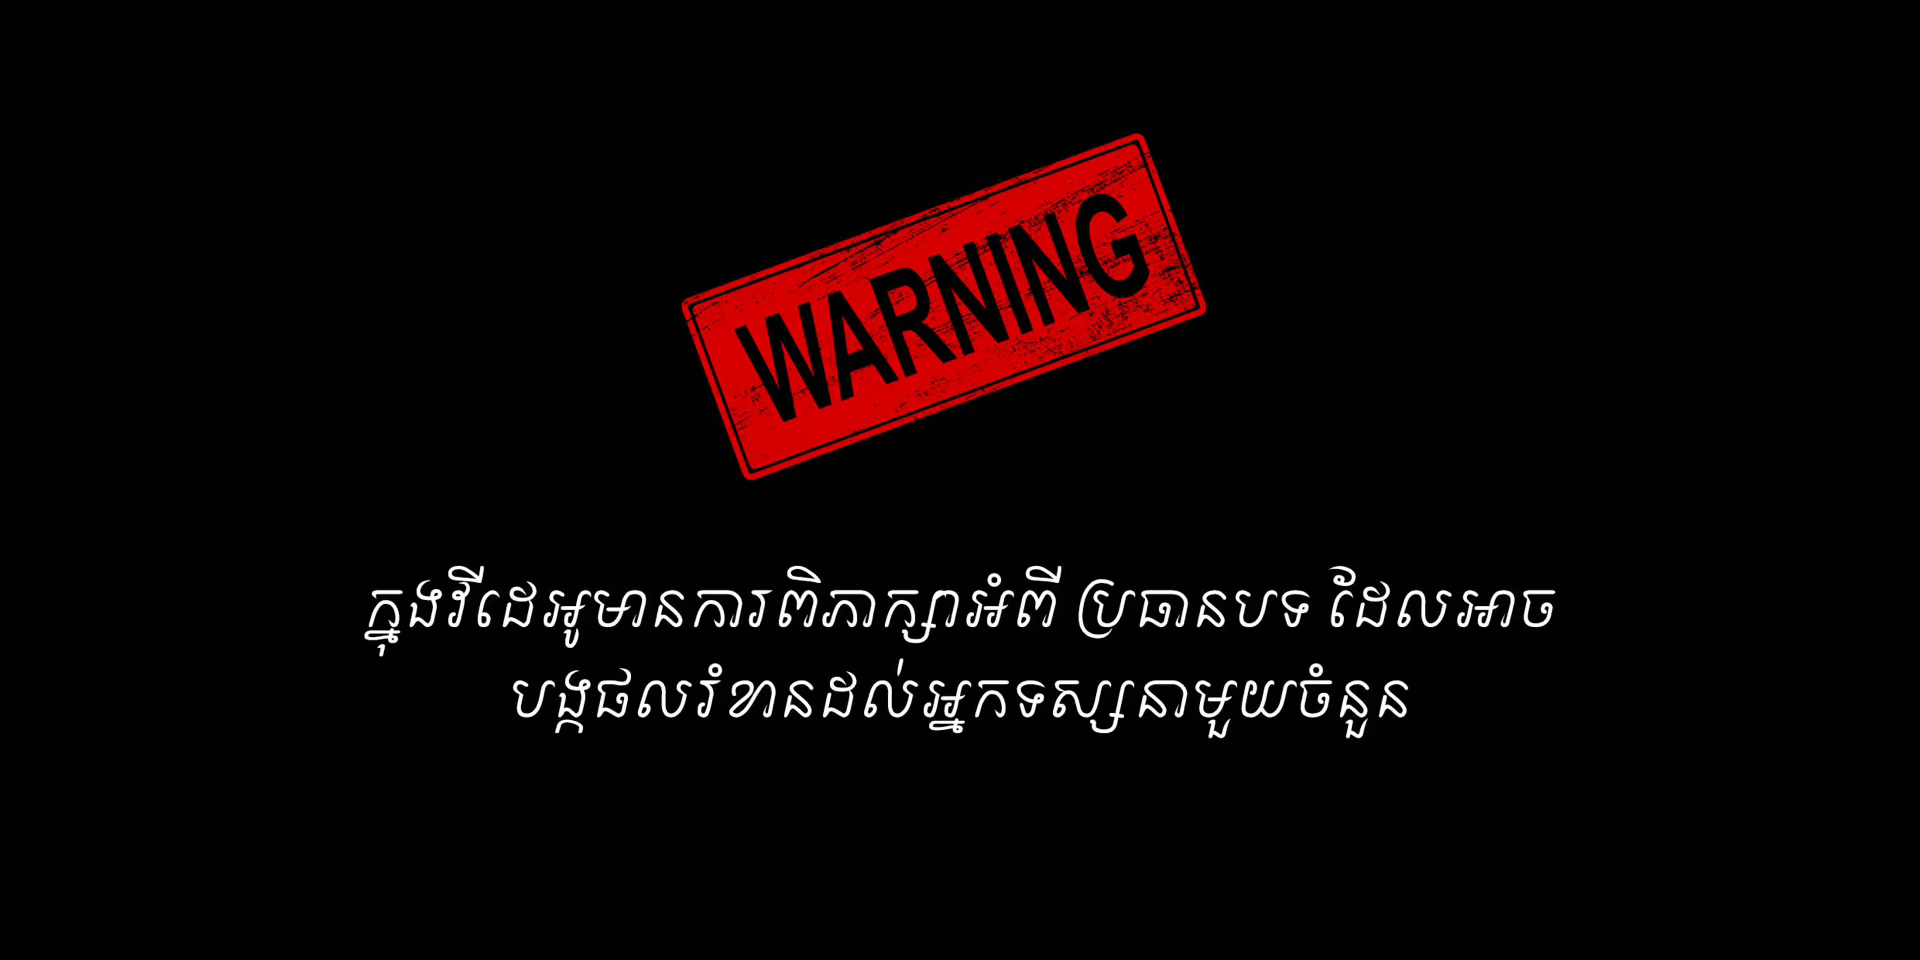 WARNING
ក្នុងវីដេអូមានការពិភាក្សាអំពី ប្រធានបទ ដែលអាច
បង្កផលរំខានដល់អ្នកទស្សនាមួយចំនួន